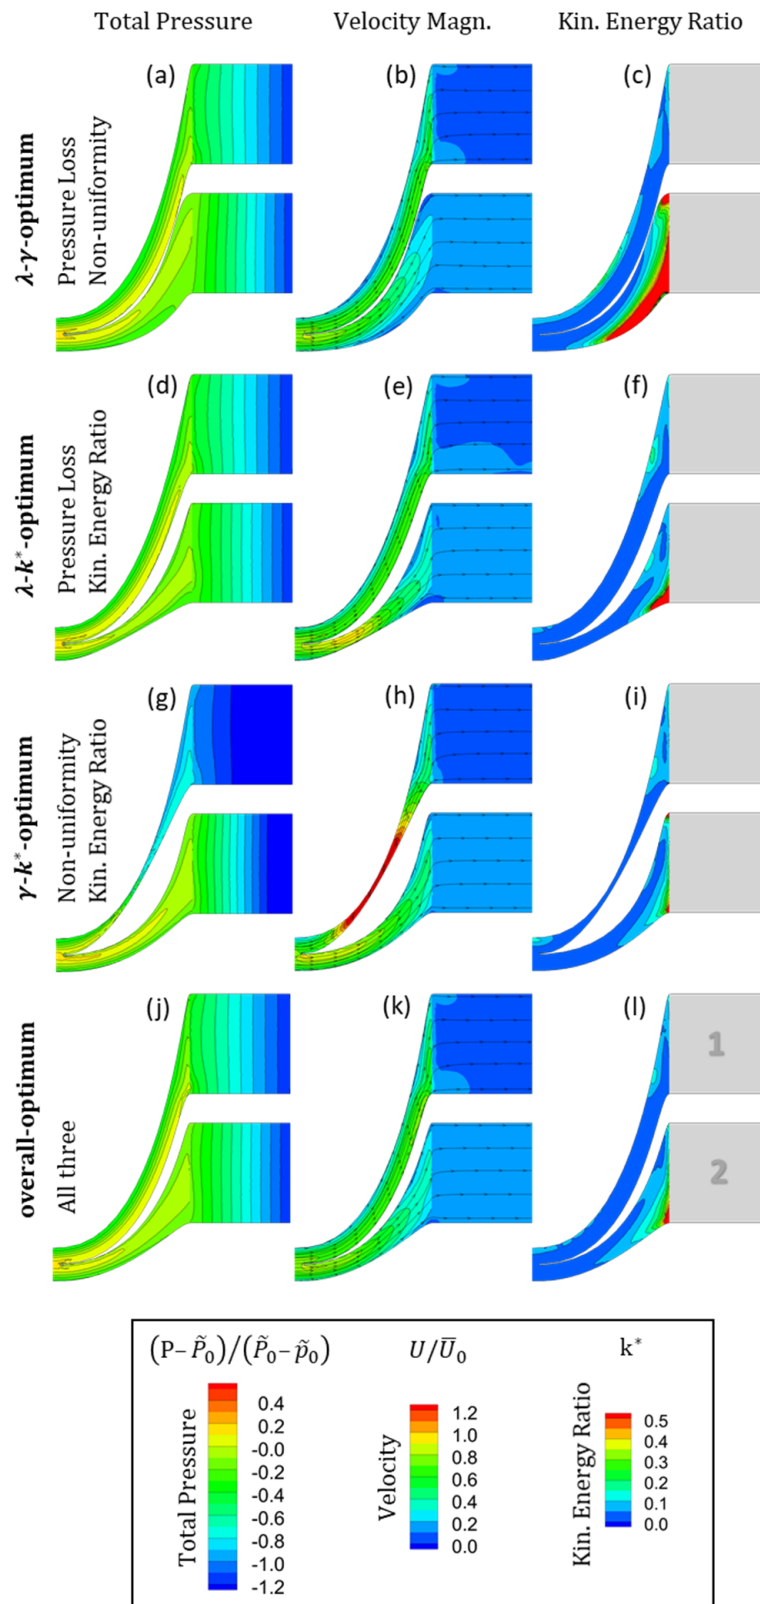 Total Pressure Velocity Magn. Kin. Energy Ratio
(a) (b) (c)
λ-γ-optimum
Pressure Loss
Non-uniformity
(d) (e) (f)
λ-k*-optimum
Pressure Loss
Kin. Energy Ratio
(g) (h) (i)
γ-k*-optimum
Non-uniformity
Kin. Energy Ratio
(j) (k) (l)
overall-optimum
All three
1
2
(P−P̃₀)/(P̃₀−p̃₀) U/U̅₀ k*
Total Pressure
0.4
0.2
-0.0
-0.2
-0.4
-0.6
-0.8
-1.0
-1.2
Velocity
1.2
1.0
0.8
0.6
0.4
0.2
0.0
Kin. Energy Ratio
0.5
0.4
0.3
0.2
0.1
0.0